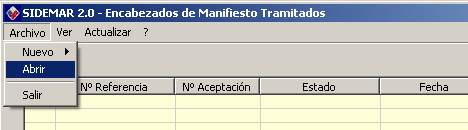 SIDEMAR 2.0 - Encabezados de Manifiesto Tramitados
Archivo Ver Actualizar ?
Nuevo
Abrir
Salir
Nº Referencia Nº Aceptación Estado Fecha